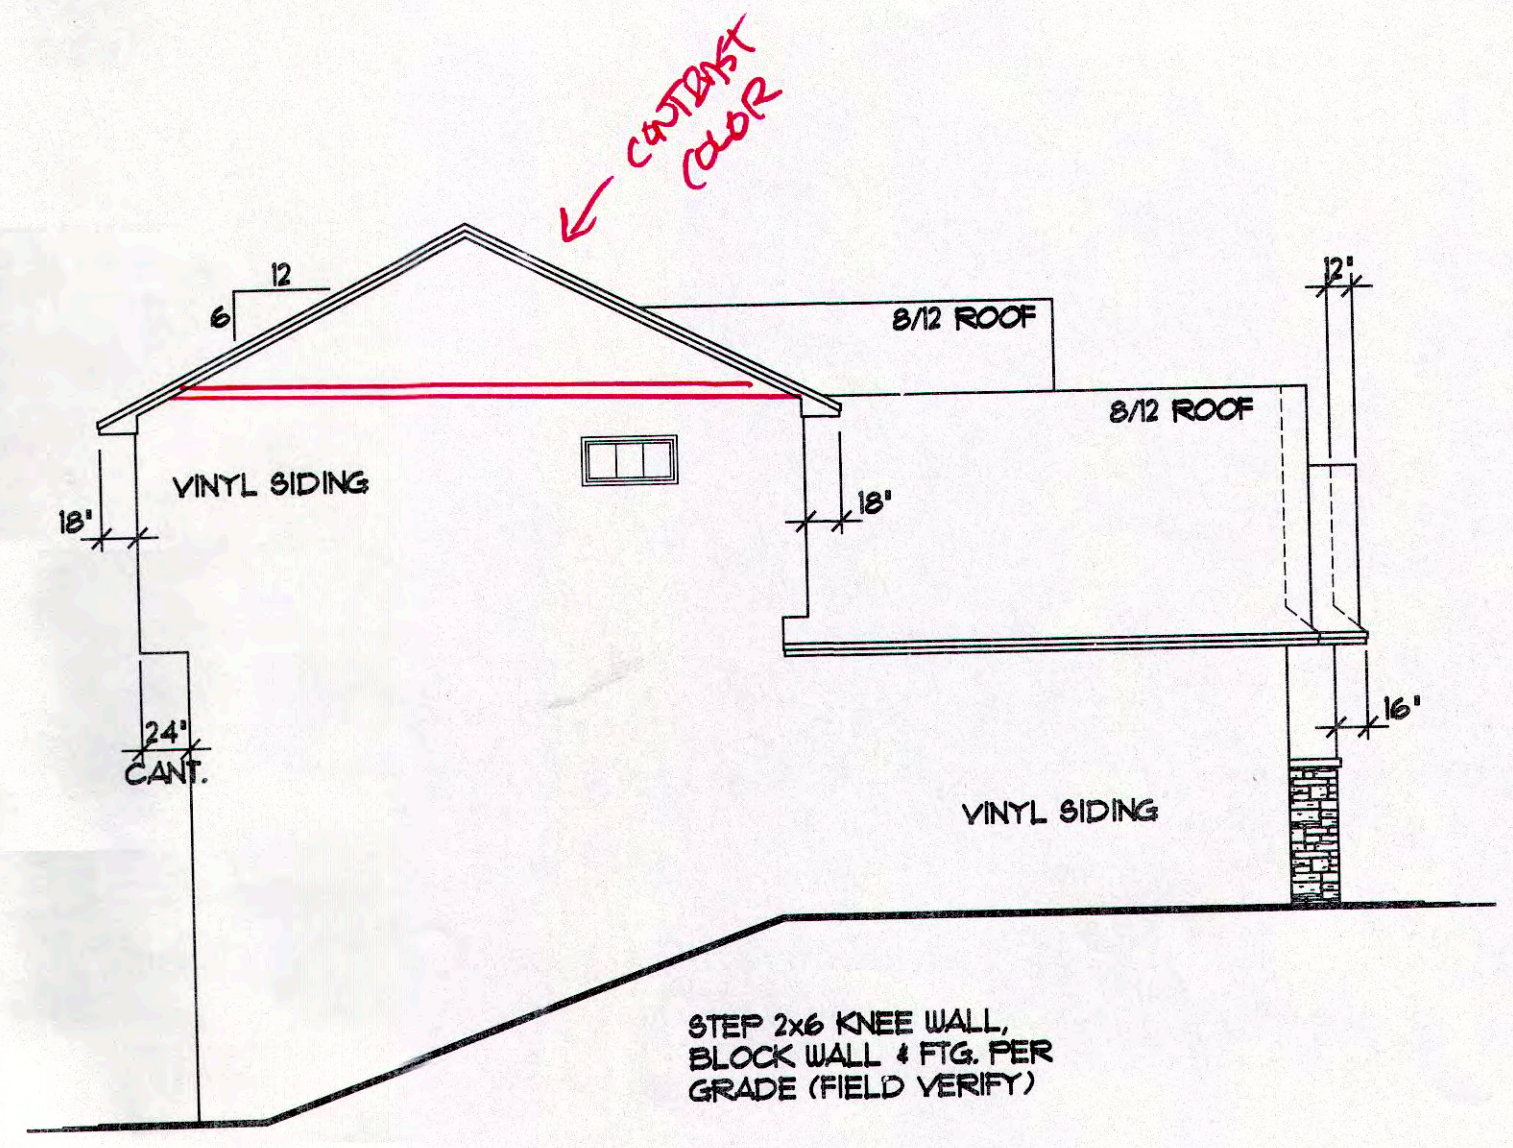 CONTRAST
COLOR
12
6
12"
8/12 ROOF
8/12 ROOF
VINYL SIDING
18"
18"
24"
CANT.
16"
VINYL SIDING
STEP 2x6 KNEE WALL,
BLOCK WALL & FTG. PER
GRADE (FIELD VERIFY)